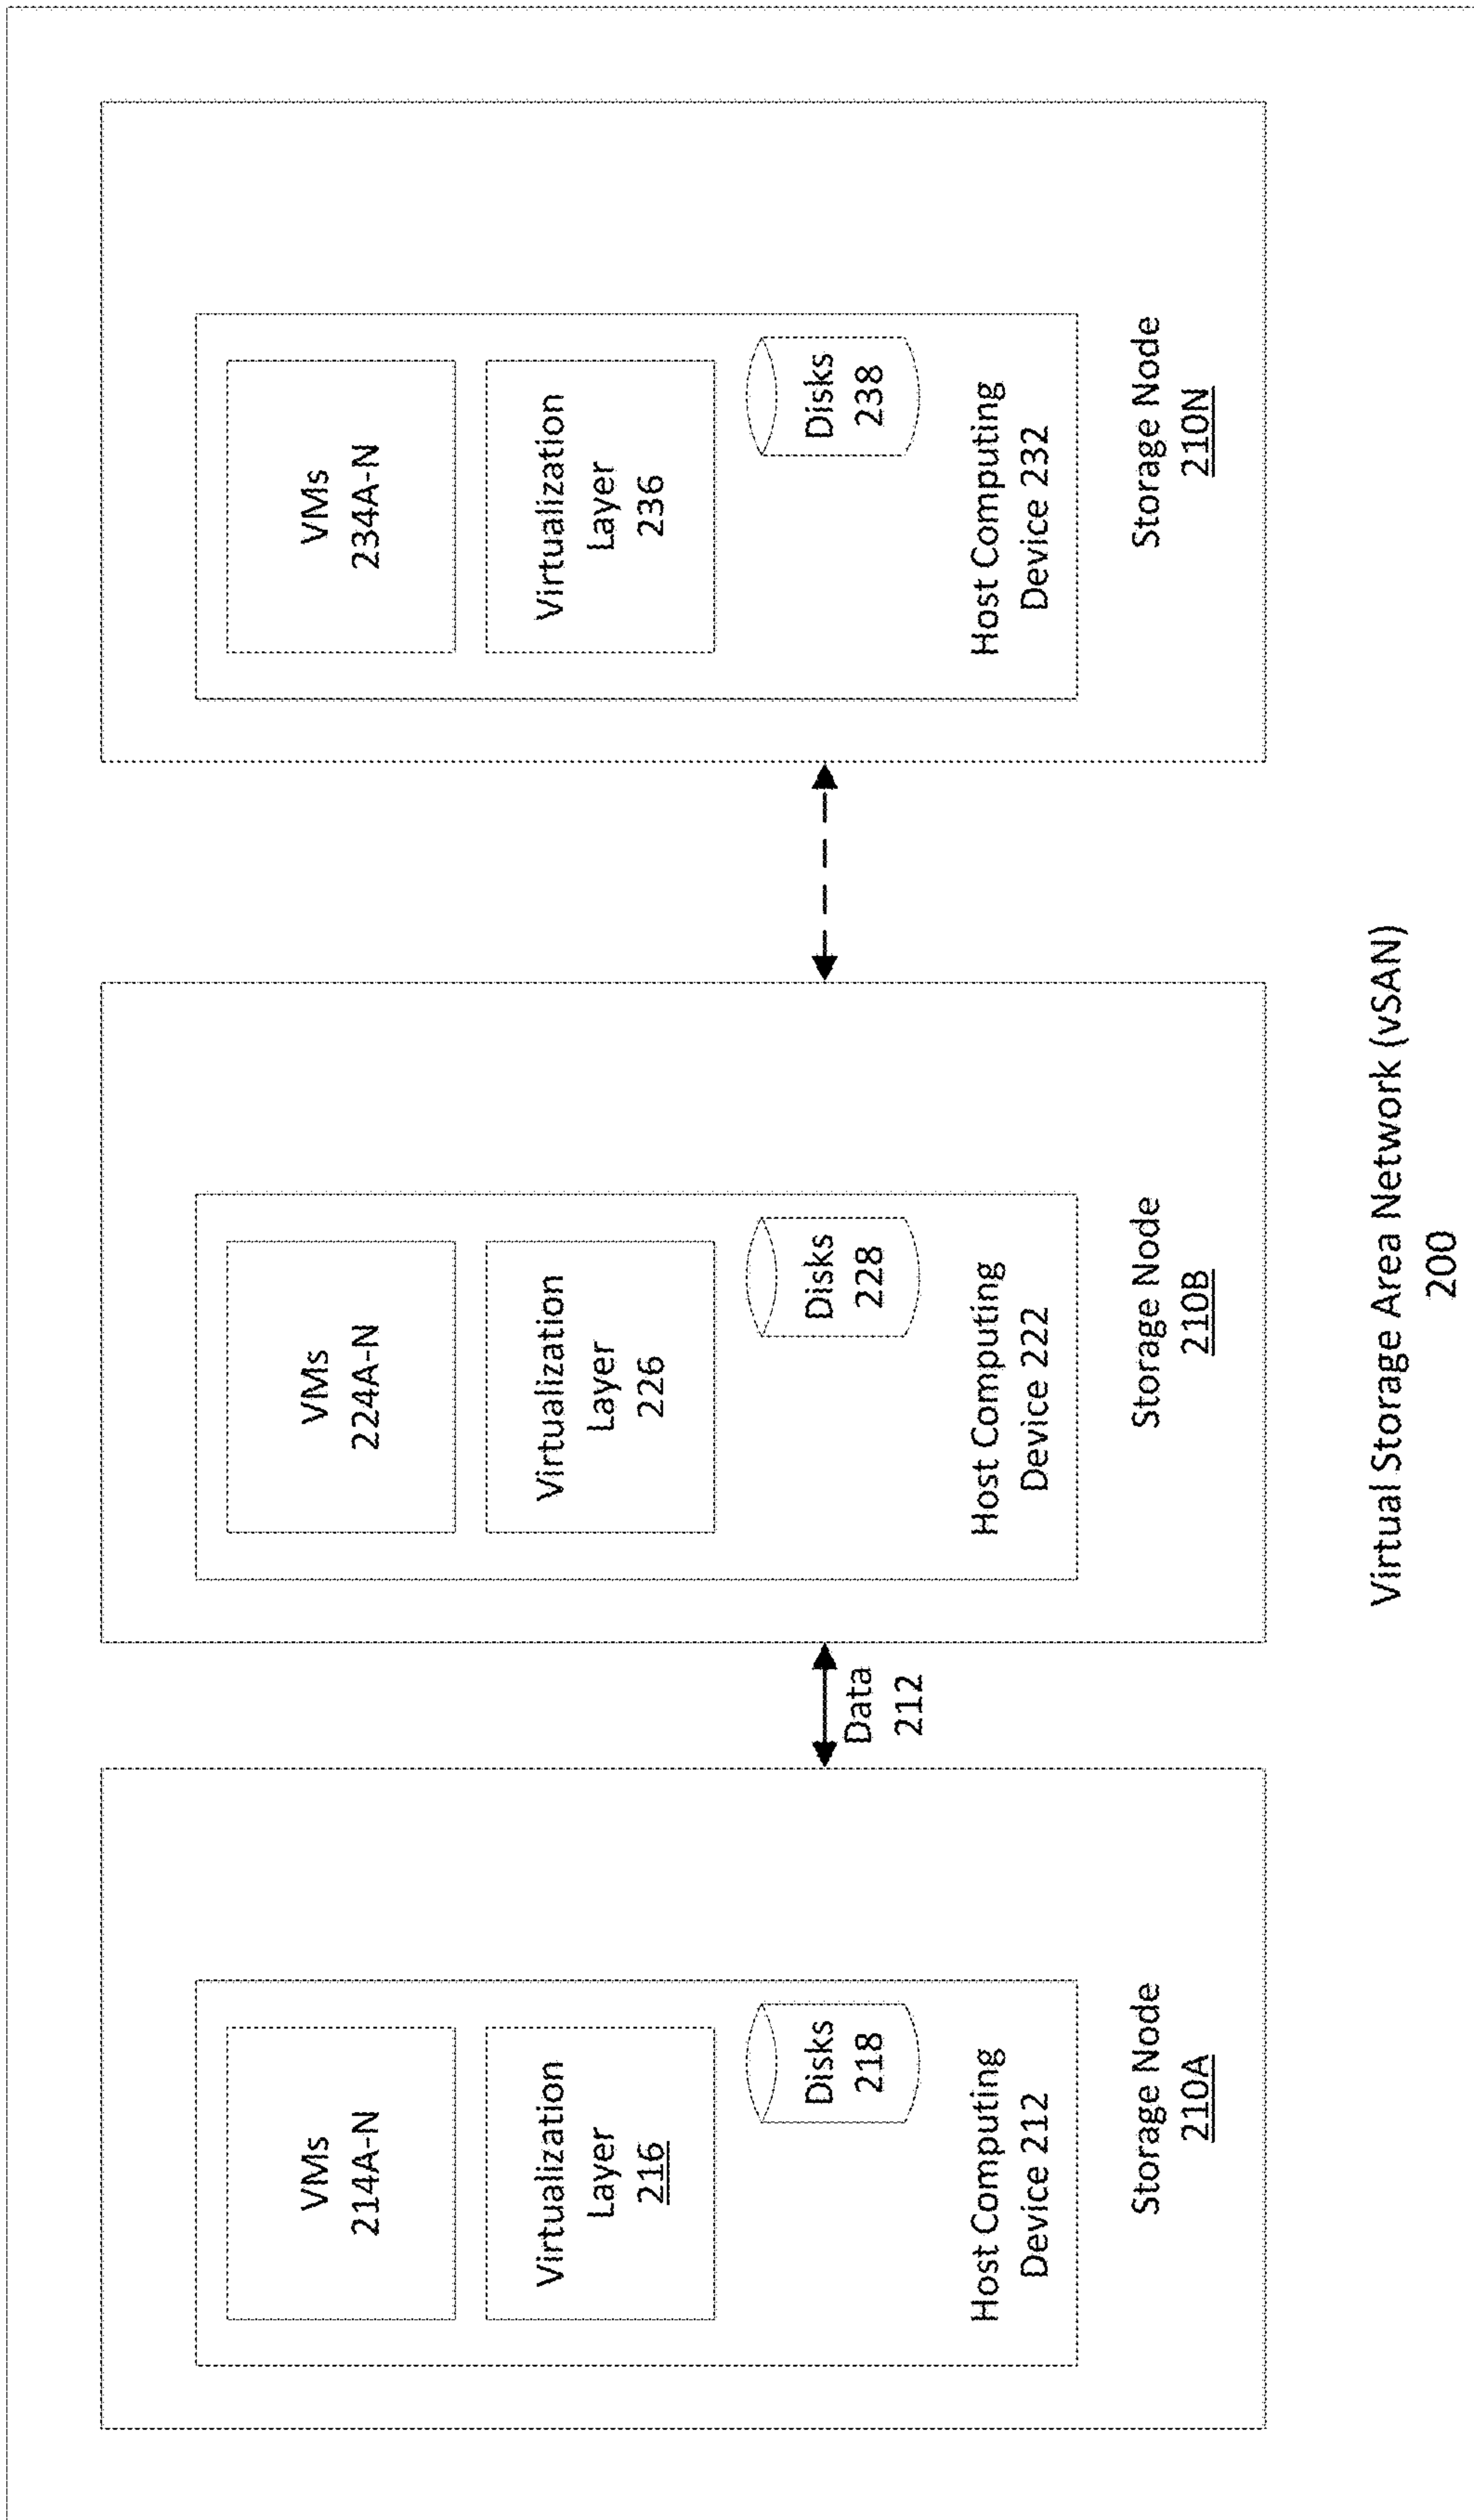 VMs
214A-N
Virtualization
Layer
216
Disks
218
Host Computing
Device 212
Storage Node
210A
Data
212
VMs
224A-N
Virtualization
Layer
226
Disks
228
Host Computing
Device 222
Storage Node
210B
VMs
234A-N
Virtualization
Layer
236
Disks
238
Host Computing
Device 232
Storage Node
210N
Virtual Storage Area Network (vSAN)
200